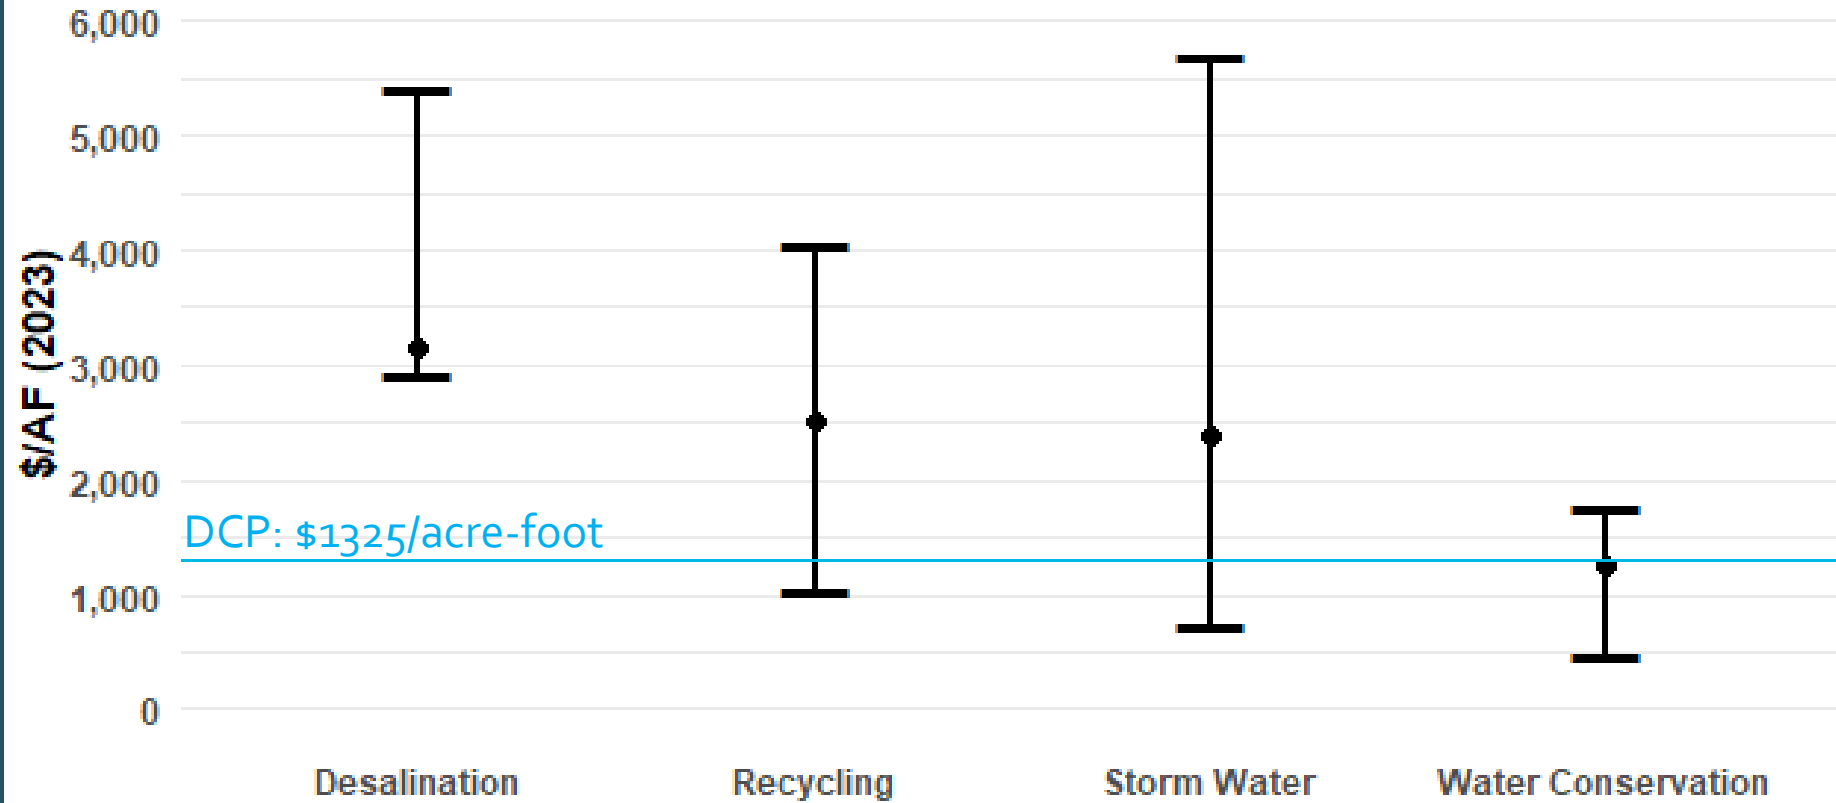 $/AF (2023)
6,000
5,000
4,000
3,000
2,000
1,000
0
DCP: $1325/acre-foot
Desalination
Recycling
Storm Water
Water Conservation